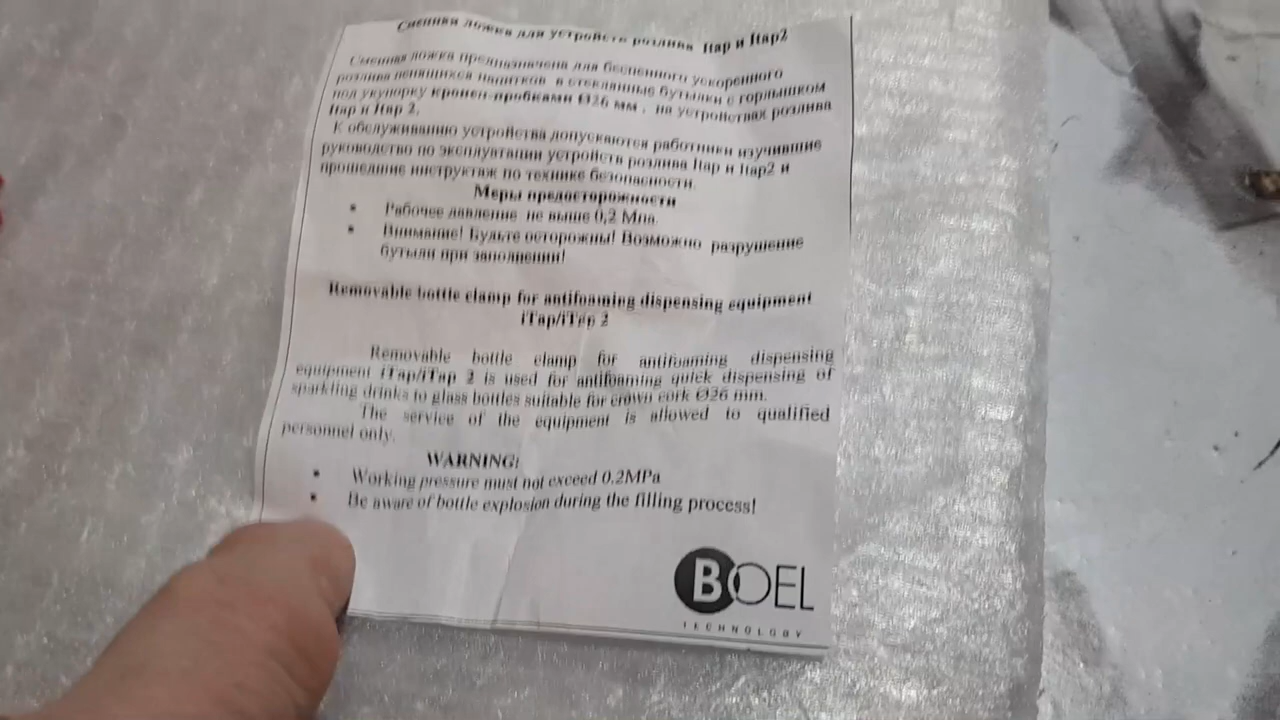 Сменная ложка для устройств розлива Itap и Itap2
Сменная ложка предназначена для беспенного ускоренного
розлива пенящихся напитков в стеклянные бутылки с горлышком
под укупорку кронен-пробками Ø26 мм , на устройствах розлива
Itap и Itap 2.
К обслуживанию устройства допускаются работники изучившие
руководство по эксплуатации устройств розлива Itap и Itap2 и
прошедшие инструктаж по технике безопасности.
Меры предосторожности
• Рабочее давление не выше 0,2 Мпа.
• Внимание! Будьте осторожны! Возможно разрушение
бутыли при заполнении!
Removable bottle clamp for antifoaming dispensing equipment
iTap/iTap 2
Removable bottle clamp for antifoaming dispensing
equipment iTap/iTap 2 is used for antifoaming quick dispensing of
sparkling drinks to glass bottles suitable for crown cork Ø26 mm.
The service of the equipment is allowed to qualified
personnel only.
WARNING:
• Working pressure must not exceed 0.2MPa
• Be aware of bottle explosion during the filling process!
BOEL
TECHNOLOGY